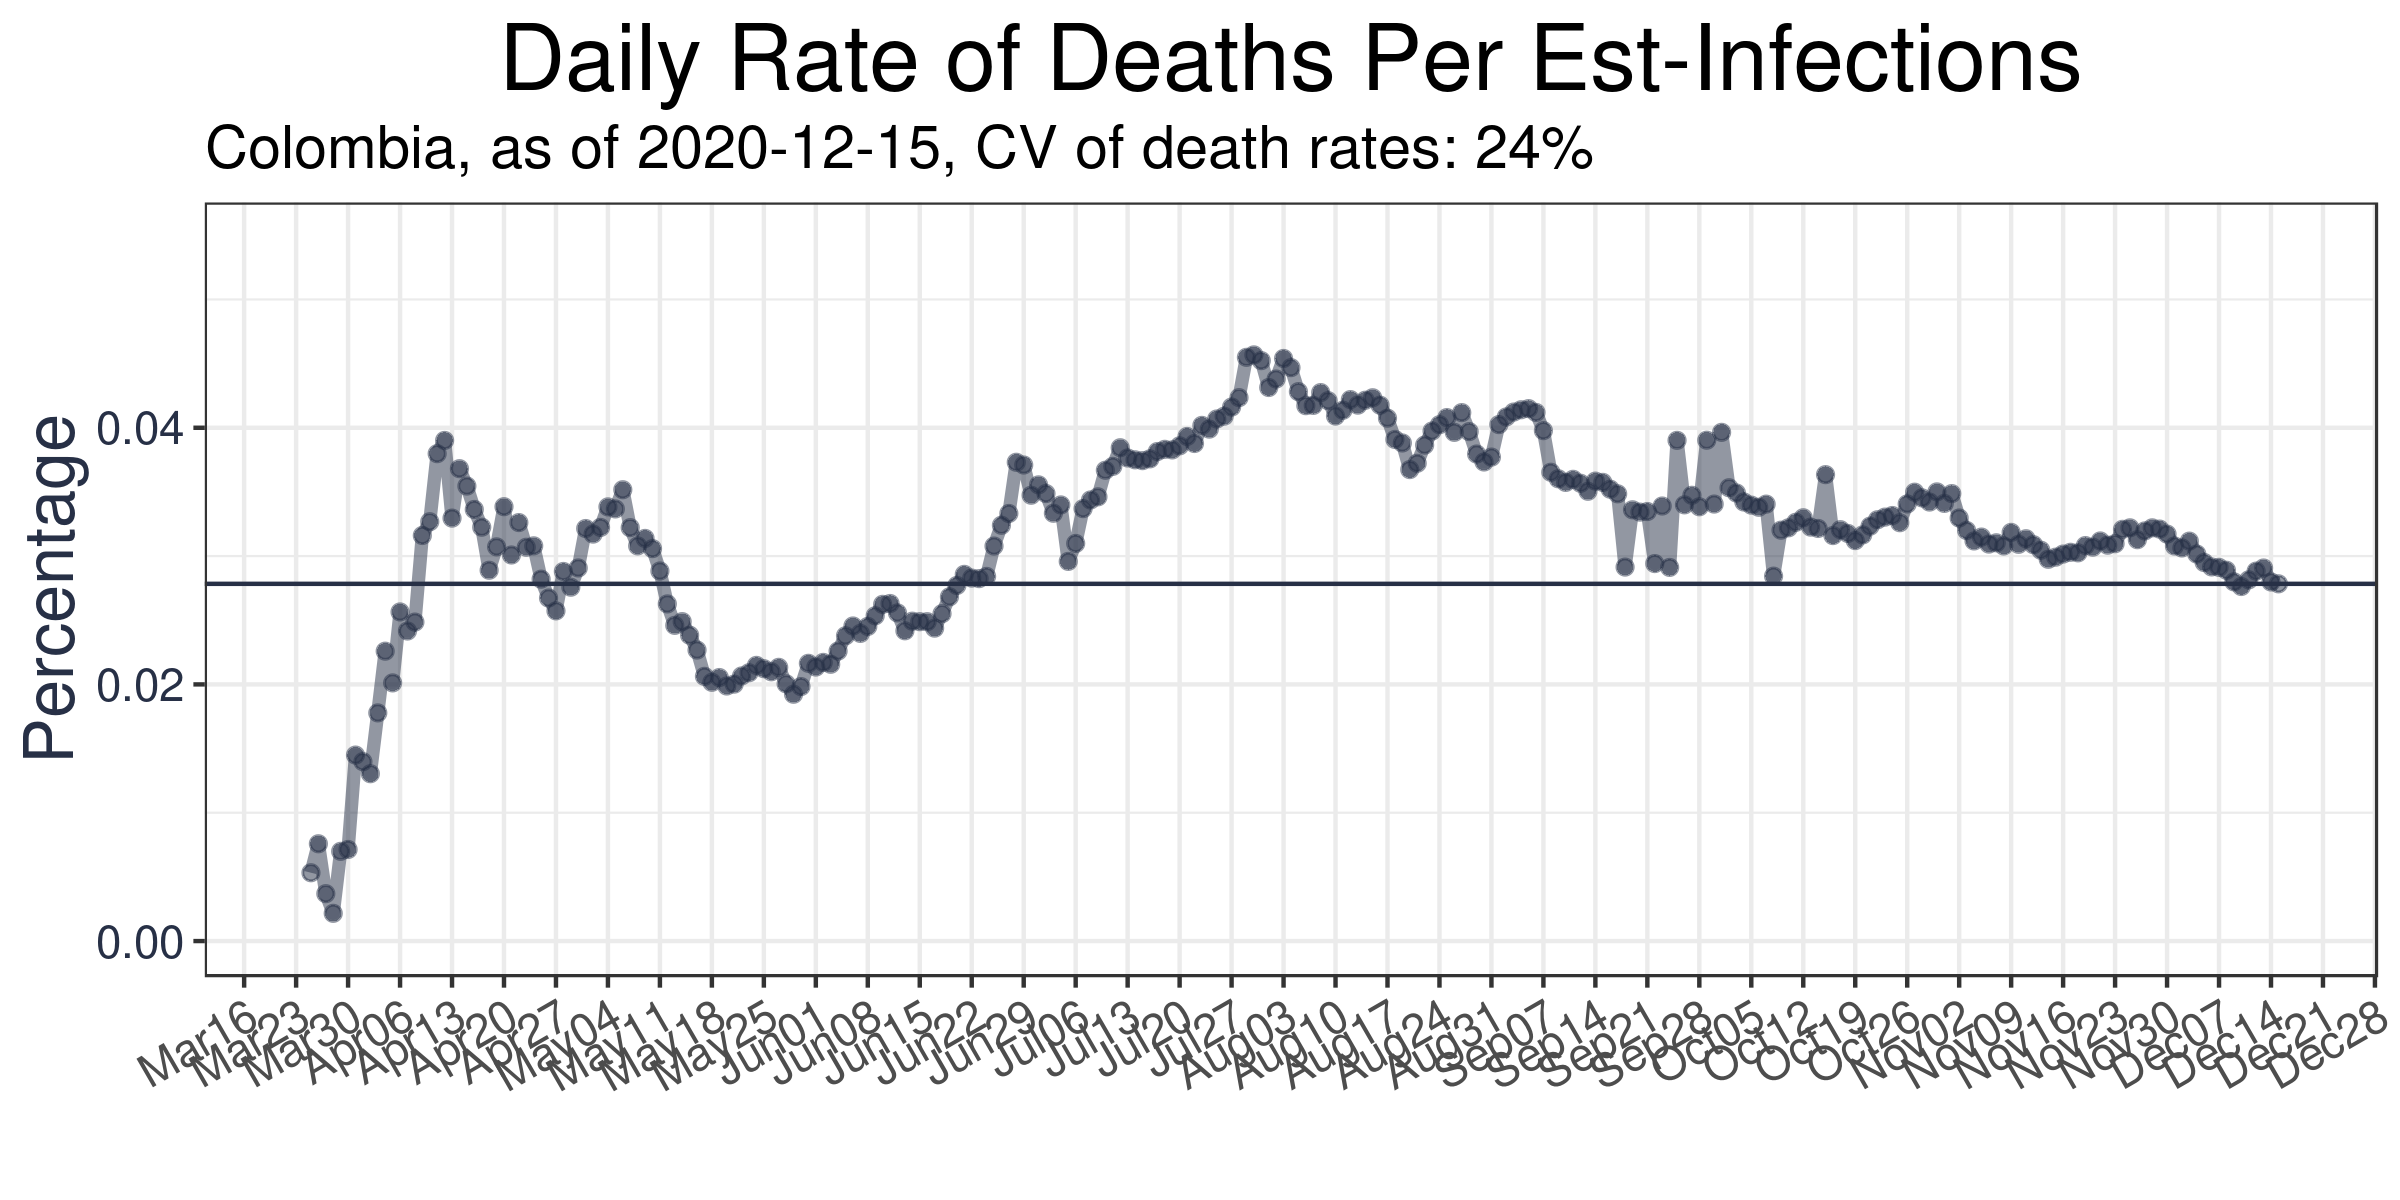 Daily Rate of Deaths Per Est-Infections
Colombia, as of 2020-12-15, CV of death rates: 24%
Percentage
0.04
0.02
0.00
Mar16
Mar23
Mar30
Apr06
Apr13
Apr20
Apr27
May04
May11
May18
May25
Jun01
Jun08
Jun15
Jun22
Jun29
Jul06
Jul13
Jul20
Jul27
Aug03
Aug10
Aug17
Aug24
Aug31
Sep07
Sep14
Sep21
Sep28
Oct05
Oct12
Oct19
Oct26
Nov02
Nov09
Nov16
Nov23
Nov30
Dec07
Dec14
Dec21
Dec28